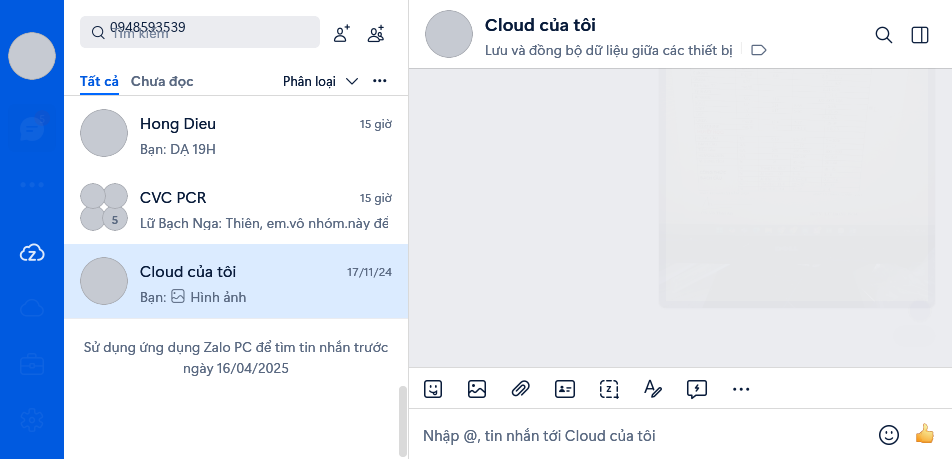 0948593539
Tìm kiếm
Tất cả Chưa đọc Phân loại
Hong Dieu 15 giờ
Bạn: DẠ 19H
CVC PCR 15 giờ
5
Lữ Bạch Nga: Thiên, em.vô nhóm.này để
Cloud của tôi 17/11/24
Bạn: Hình ảnh
Sử dụng ứng dụng Zalo PC để tìm tin nhắn trước
ngày 16/04/2025
Cloud của tôi
Lưu và đồng bộ dữ liệu giữa các thiết bị
Nhập @, tin nhắn tới Cloud của tôi